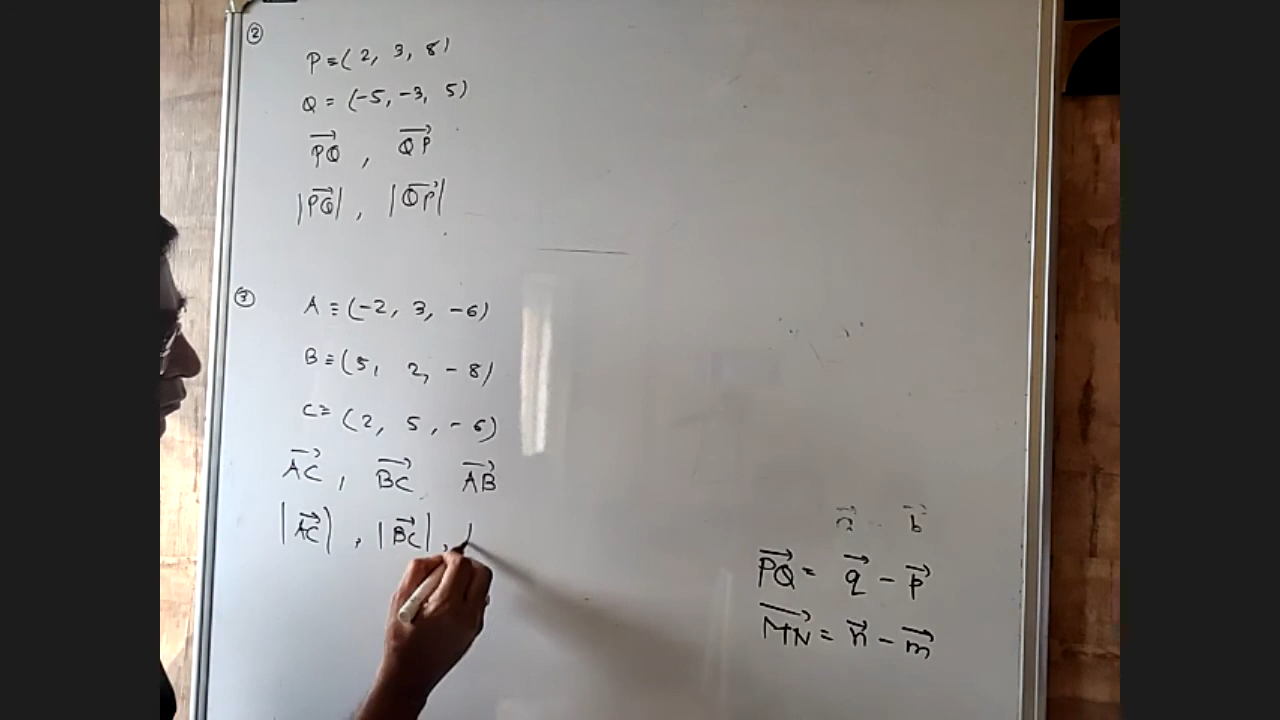 ②
P ≡ ( 2, 3, 8 )
Q = (-5, -3, 5)
→PQ , →QP
|→PQ| , |→QP|
③
A ≡ (-2, 3, -6)
B ≡ (5, 2, -8)
C ≡ (2, 5, -6)
→AC , →BC →AB
|→AC| , |→BC| , |
→b
→PQ = →q - →p
→MN = →n - →m